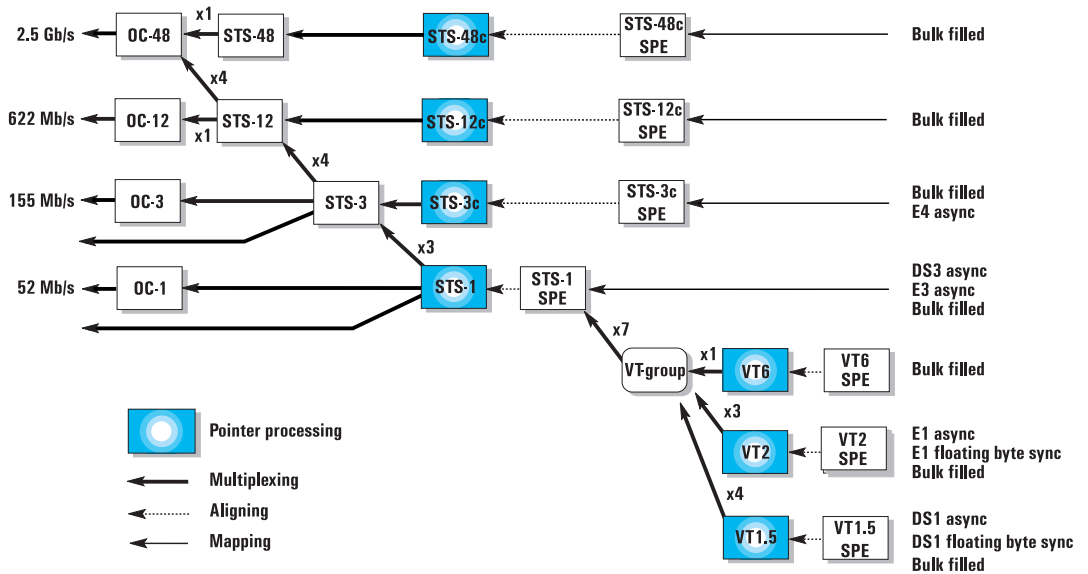 x1
2.5 Gb/s OC-48 STS-48 STS-48c STS-48c SPE Bulk filled
x4
622 Mb/s OC-12 x1 STS-12 STS-12c STS-12c SPE Bulk filled
x4
155 Mb/s OC-3 STS-3 STS-3c STS-3c SPE Bulk filled
E4 async
x3
52 Mb/s OC-1 STS-1 STS-1 SPE DS3 async
E3 async
Bulk filled
x7
VT-group x1 VT6 VT6 SPE Bulk filled
x3
VT2 VT2 SPE E1 async
E1 floating byte sync
Bulk filled
x4
VT1.5 VT1.5 SPE DS1 async
DS1 floating byte sync
Bulk filled
Pointer processing
Multiplexing
Aligning
Mapping